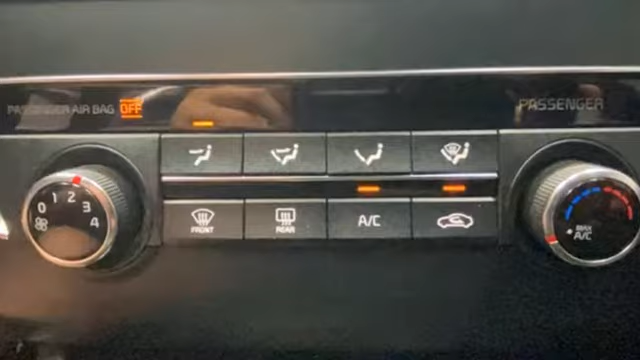 PASSENGER AIR BAG OFF
PASSENGER
0 1 2 3 4
FRONT
REAR
A/C
MAX
A/C